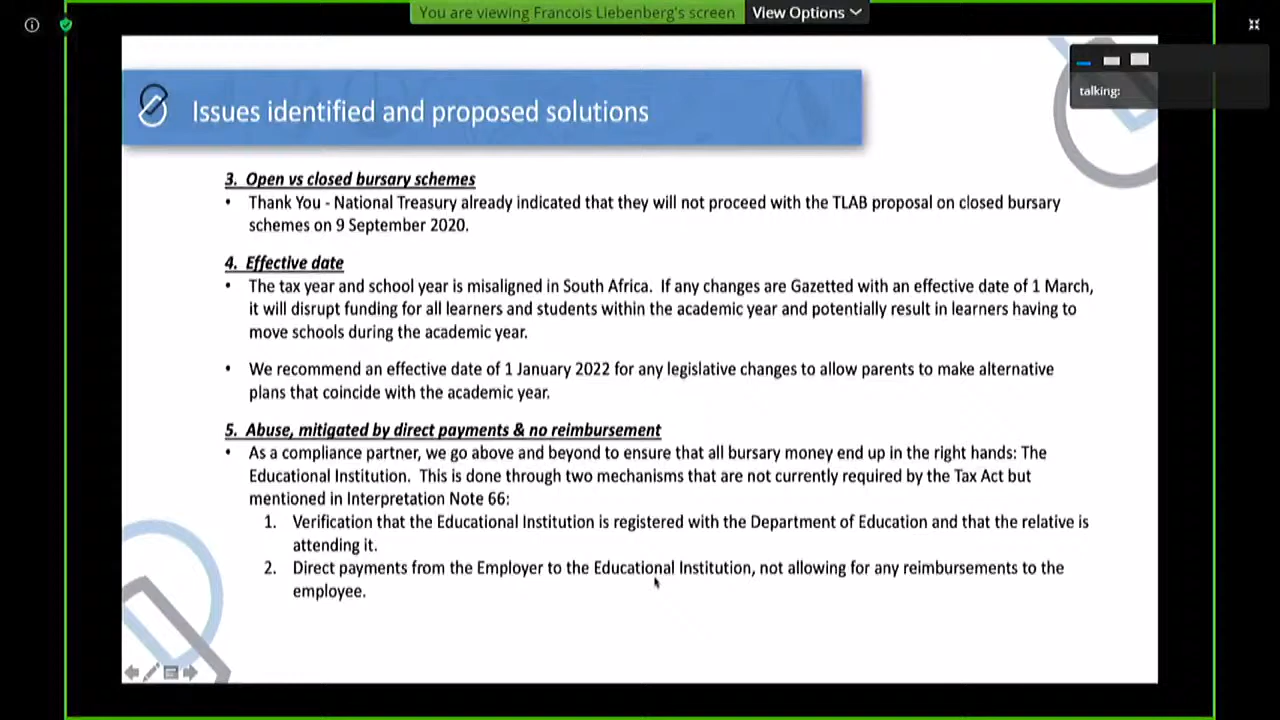 You are viewing Francois Liebenberg's screen
View Options
talking:
Issues identified and proposed solutions
3. Open vs closed bursary schemes
• Thank You - National Treasury already indicated that they will not proceed with the TLAB proposal on closed bursary
schemes on 9 September 2020.
4. Effective date
• The tax year and school year is misaligned in South Africa. If any changes are Gazetted with an effective date of 1 March,
it will disrupt funding for all learners and students within the academic year and potentially result in learners having to
move schools during the academic year.
• We recommend an effective date of 1 January 2022 for any legislative changes to allow parents to make alternative
plans that coincide with the academic year.
5. Abuse, mitigated by direct payments & no reimbursement
• As a compliance partner, we go above and beyond to ensure that all bursary money end up in the right hands: The
Educational Institution. This is done through two mechanisms that are not currently required by the Tax Act but
mentioned in Interpretation Note 66:
1. Verification that the Educational Institution is registered with the Department of Education and that the relative is
attending it.
2. Direct payments from the Employer to the Educational Institution, not allowing for any reimbursements to the
employee.